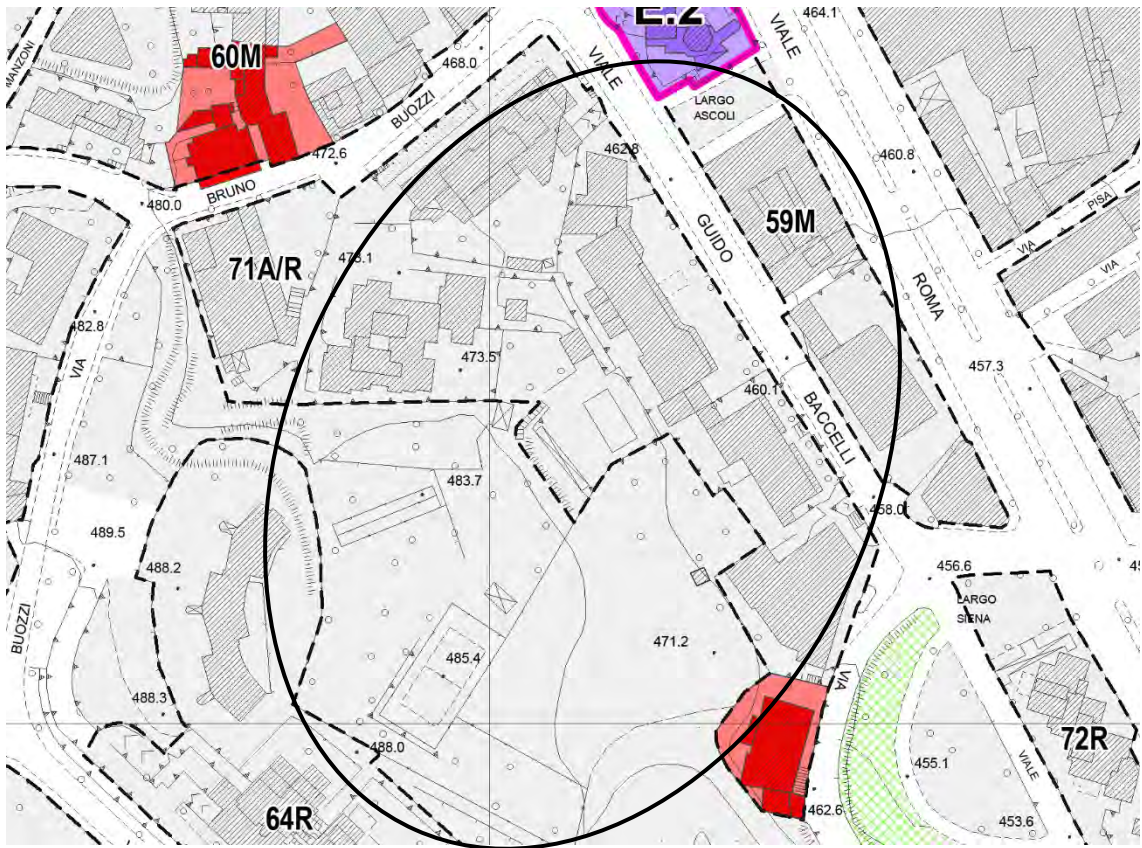 E.2
464.1
VIALE
MANZONI
60M
468.0
VIALE
BUOZZI
LARGO
ASCOLI
472.6
462.8
460.8
BRUNO
480.0
PISA
VIA
59M
GUIDO
VIA
71A/R
ROMA
482.8
VIA
473.5
457.3
460.1
BACCELLI
487.1
483.7
458.0
489.5
488.2
456.6
LARGO
SIENA
BUOZZI
471.2
485.4
VIA
488.3
488.0
72R
455.1
VIALE
64R
462.6
453.6